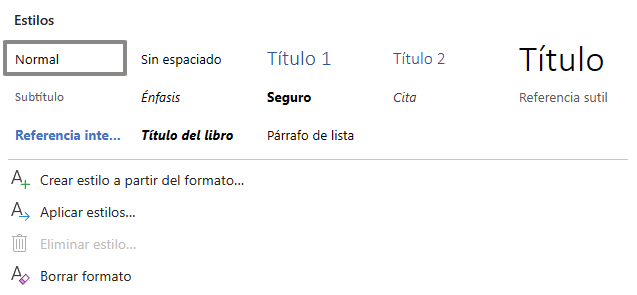 Estilos
Normal Sin espaciado Título 1 Título 2 Título
Subtítulo Énfasis Seguro Cita Referencia sutil
Referencia inte... Título del libro Párrafo de lista
Crear estilo a partir del formato...
Aplicar estilos...
Eliminar estilo...
Borrar formato